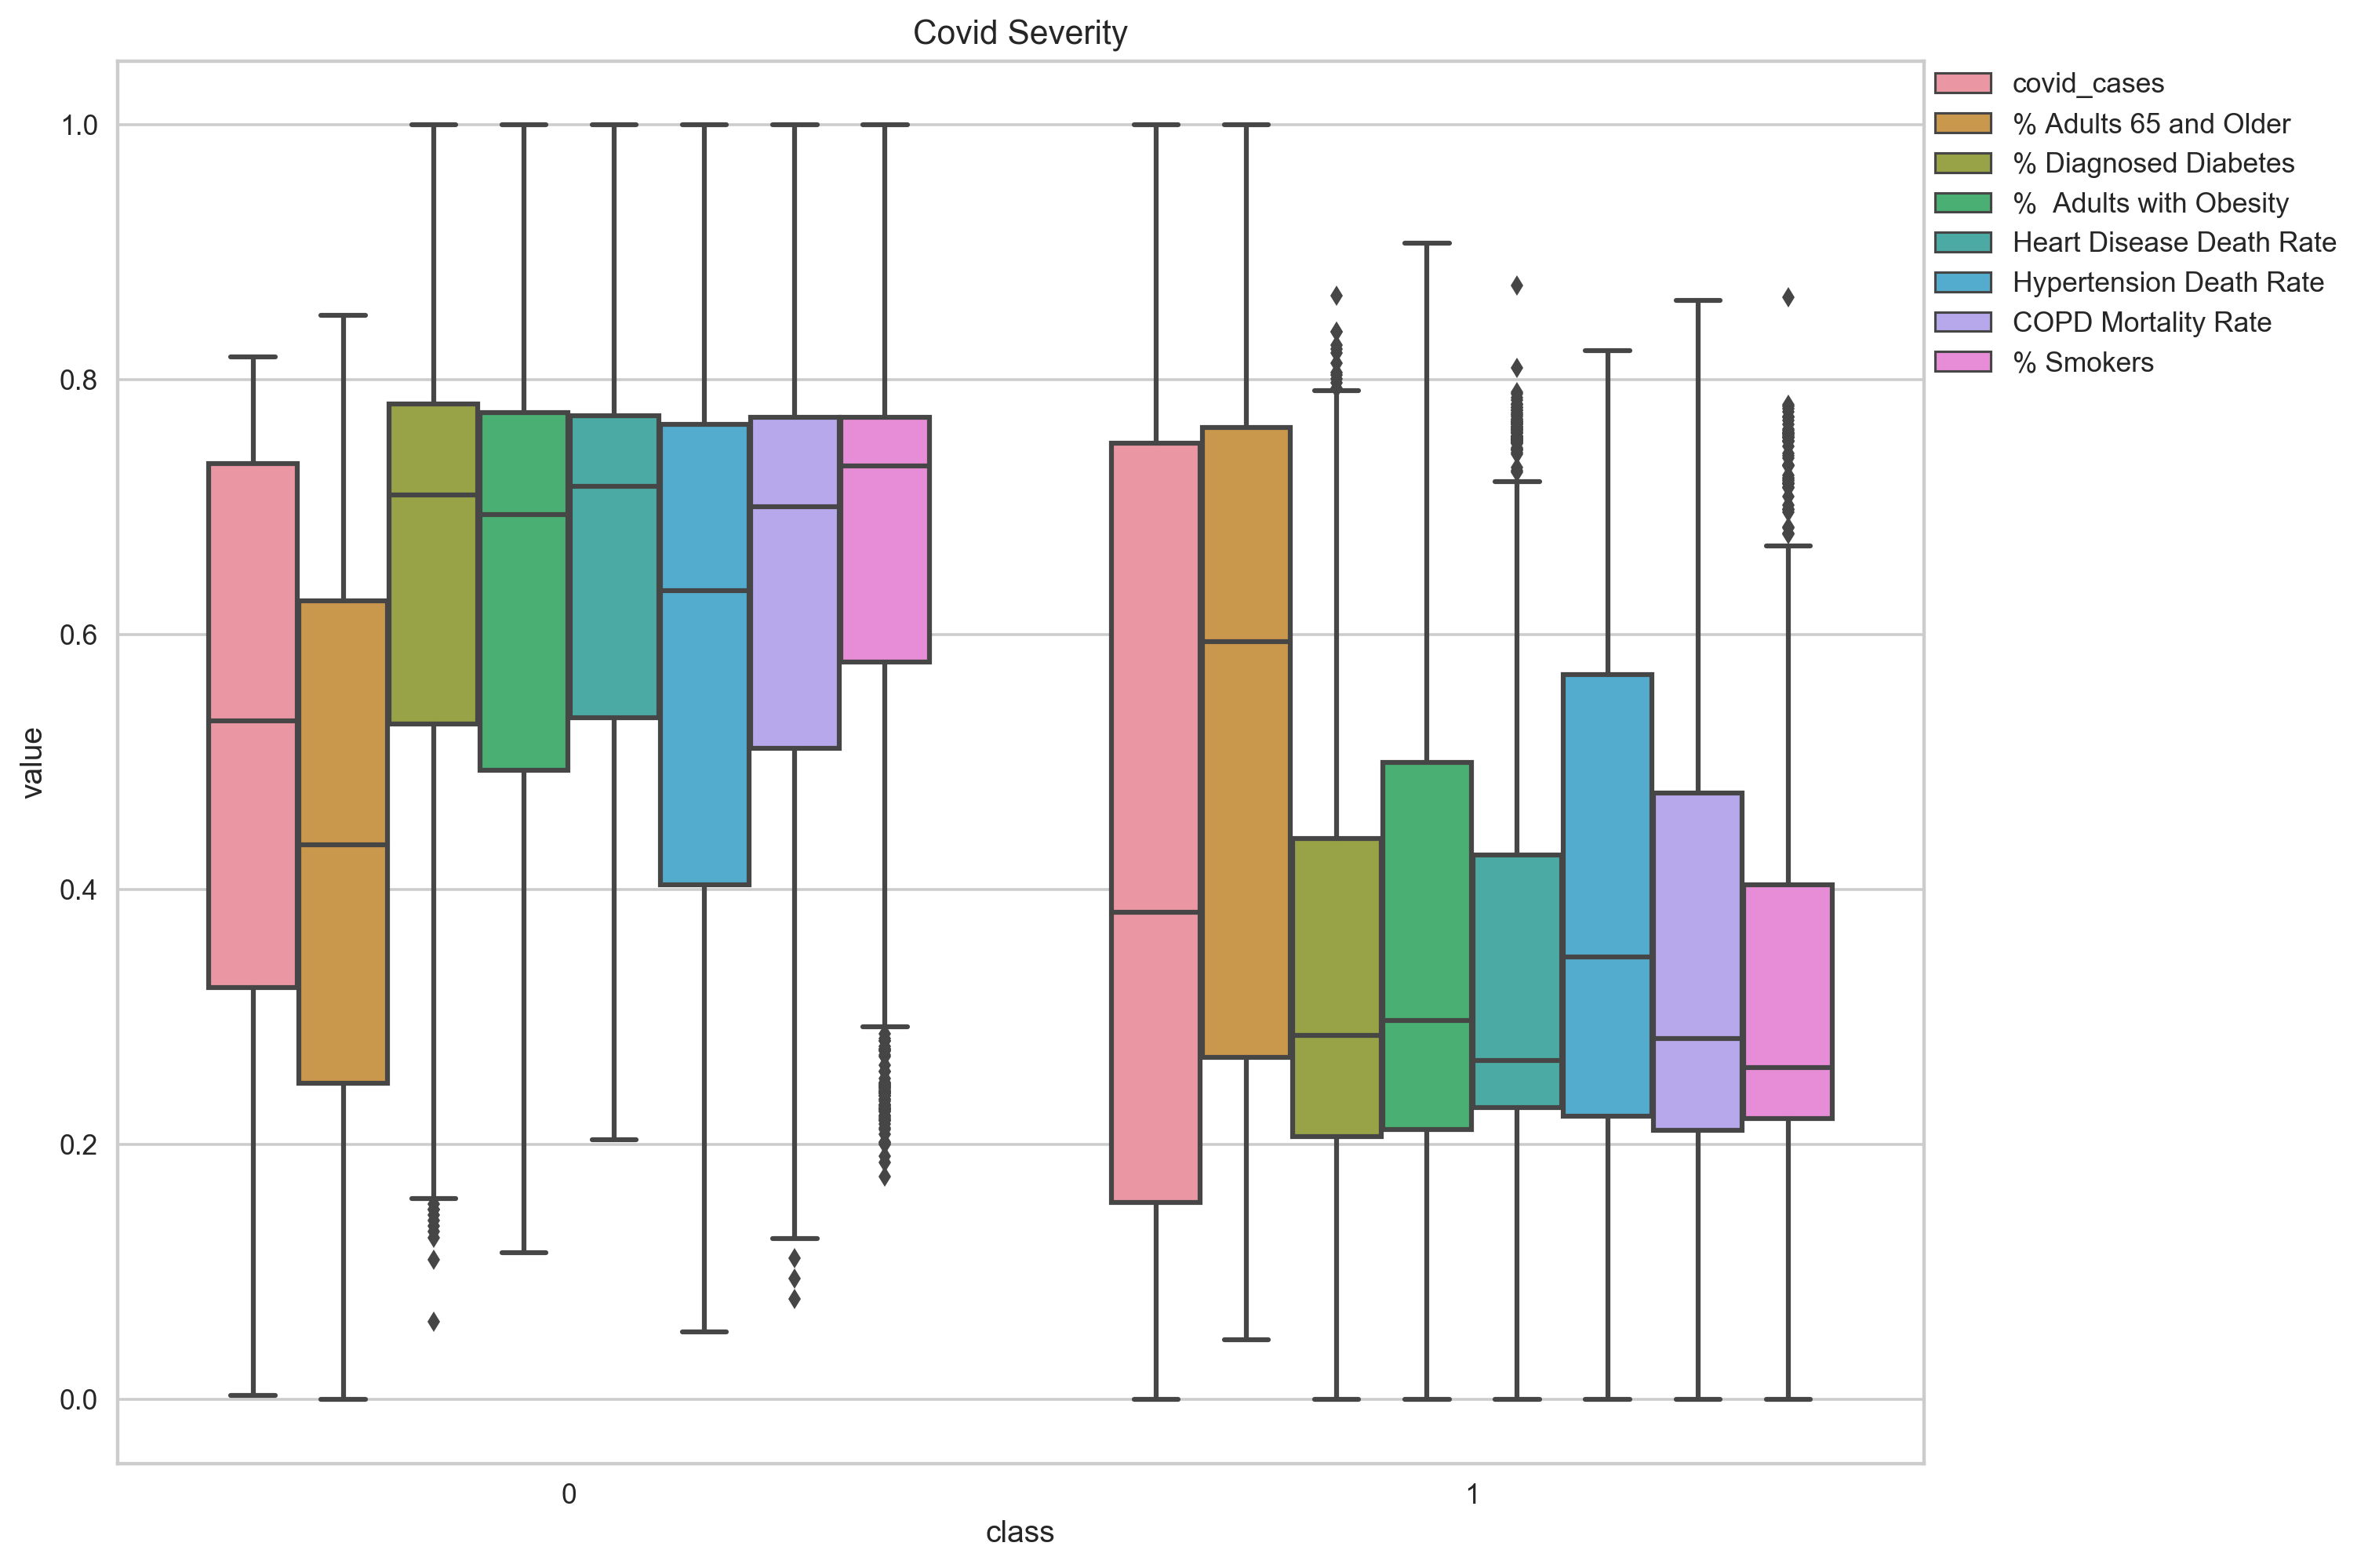 Covid Severity
covid_cases
% Adults 65 and Older
% Diagnosed Diabetes
%  Adults with Obesity
Heart Disease Death Rate
Hypertension Death Rate
COPD Mortality Rate
% Smokers
value
1.0
0.8
0.6
0.4
0.2
0.0
0 1
class